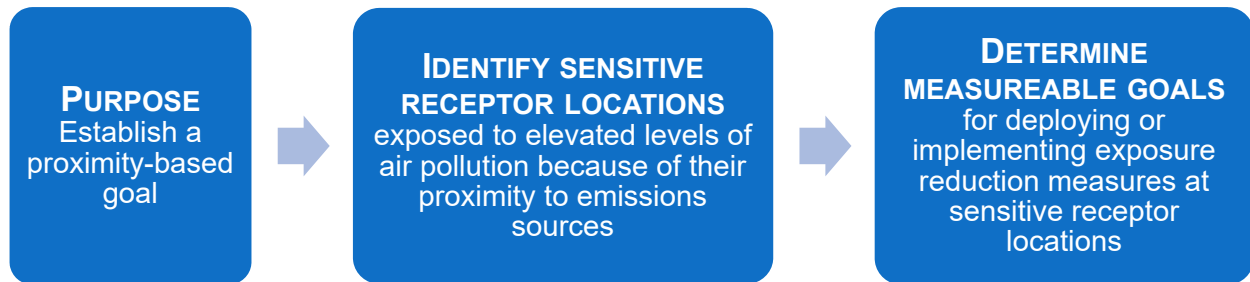 PURPOSE
Establish a
proximity-based
goal
IDENTIFY SENSITIVE
RECEPTOR LOCATIONS
exposed to elevated levels of
air pollution because of their
proximity to emissions
sources
DETERMINE
MEASUREABLE GOALS
for deploying or
implementing exposure
reduction measures at
sensitive receptor
locations